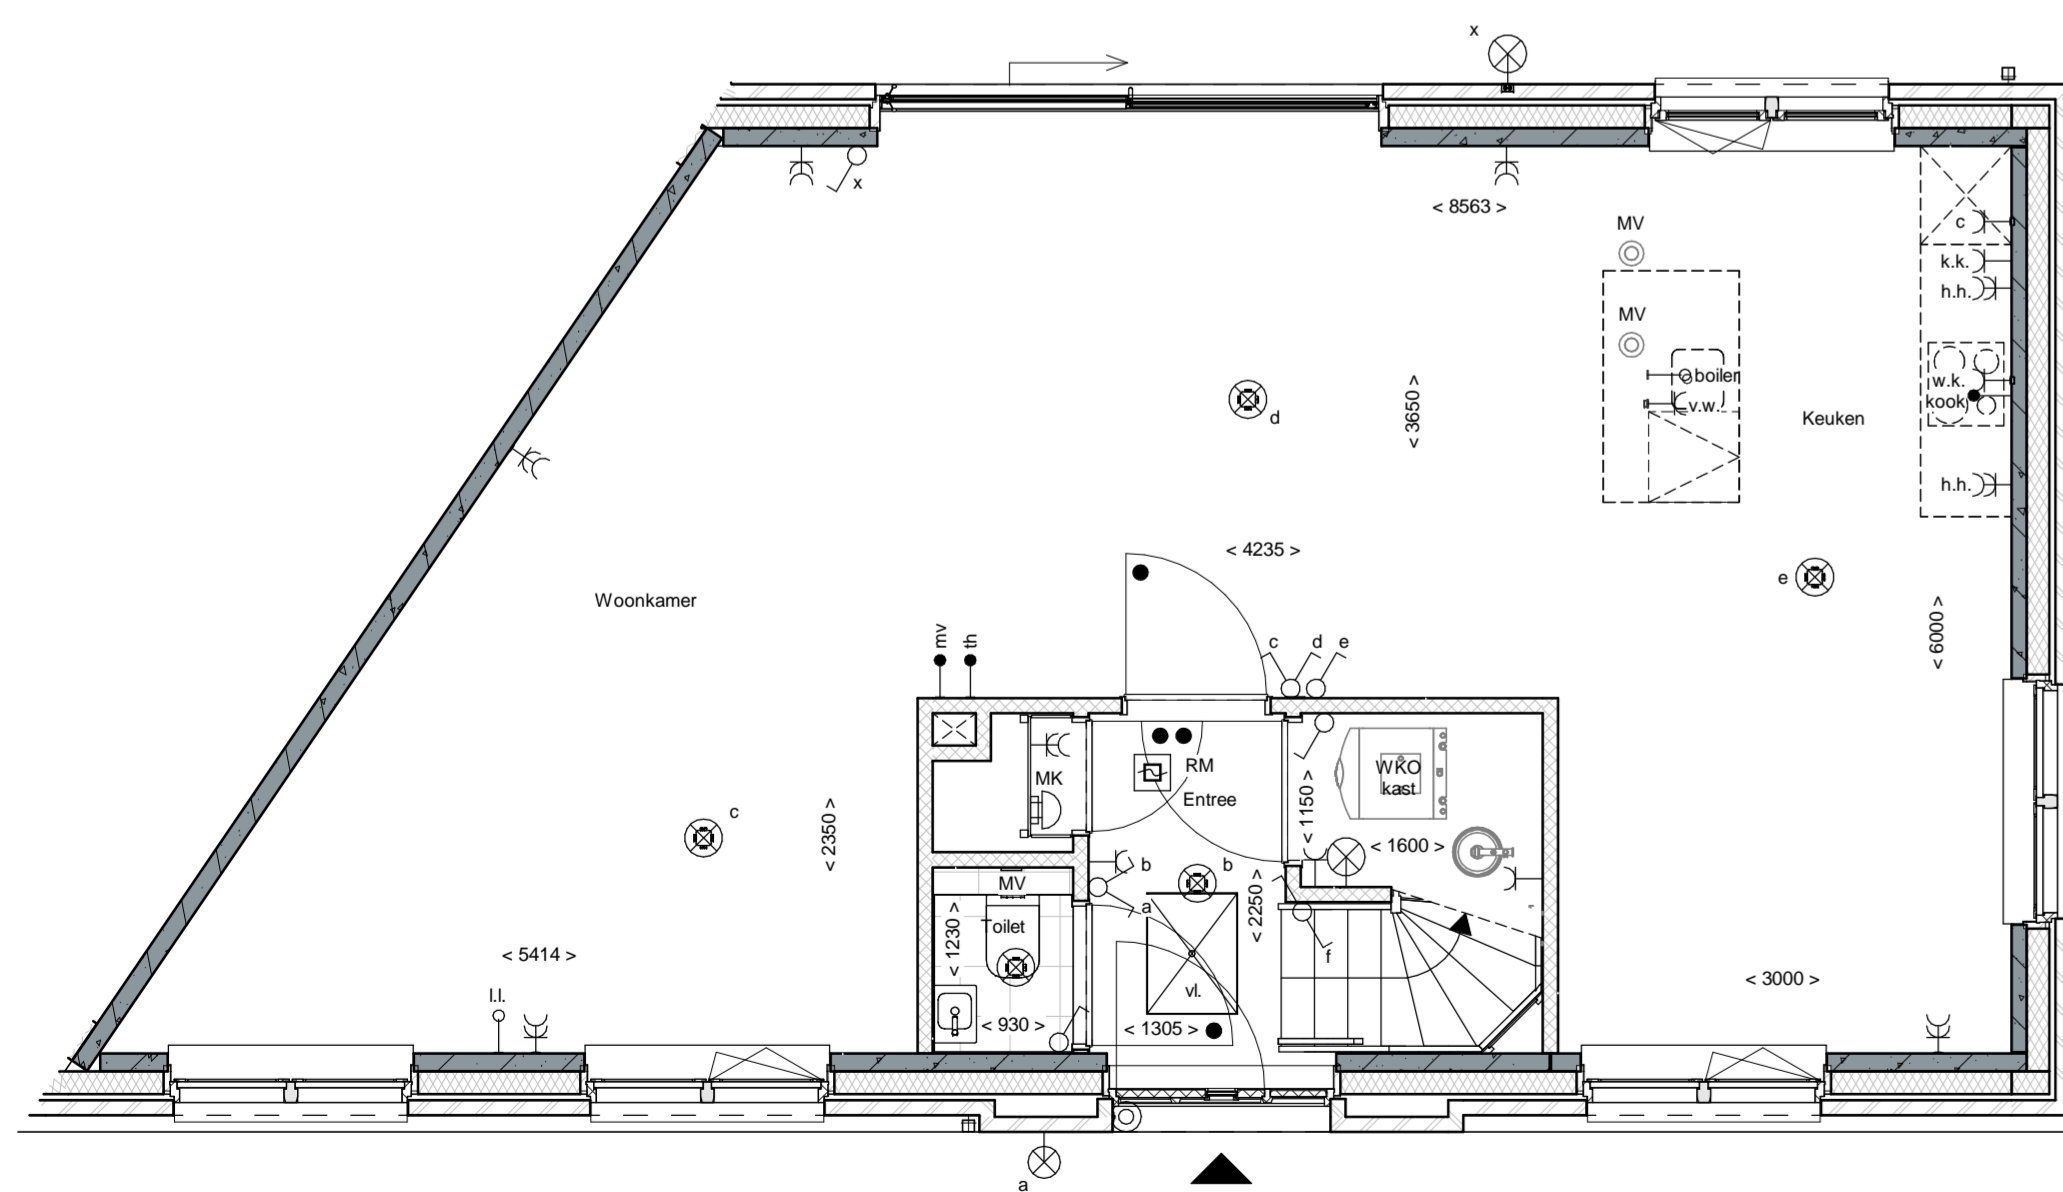 x
x
< 8563 >
MV
c
k.k.
h.h.
MV
boiler
v.w.
w.k.
kook
Keuken
< 3650 >
d
h.h.
< 4235 >
e
Woonkamer
< 6000 >
mv
th
c
d
e
MK
RM
Entree
WKO
kast
< 1150 >
< 1600 >
c
< 2350 >
b
b
a
MV
Toilet
< 1230 >
< 2250 >
f
< 5414 >
l.l.
vl.
< 930 >
< 1305 >
< 3000 >
a